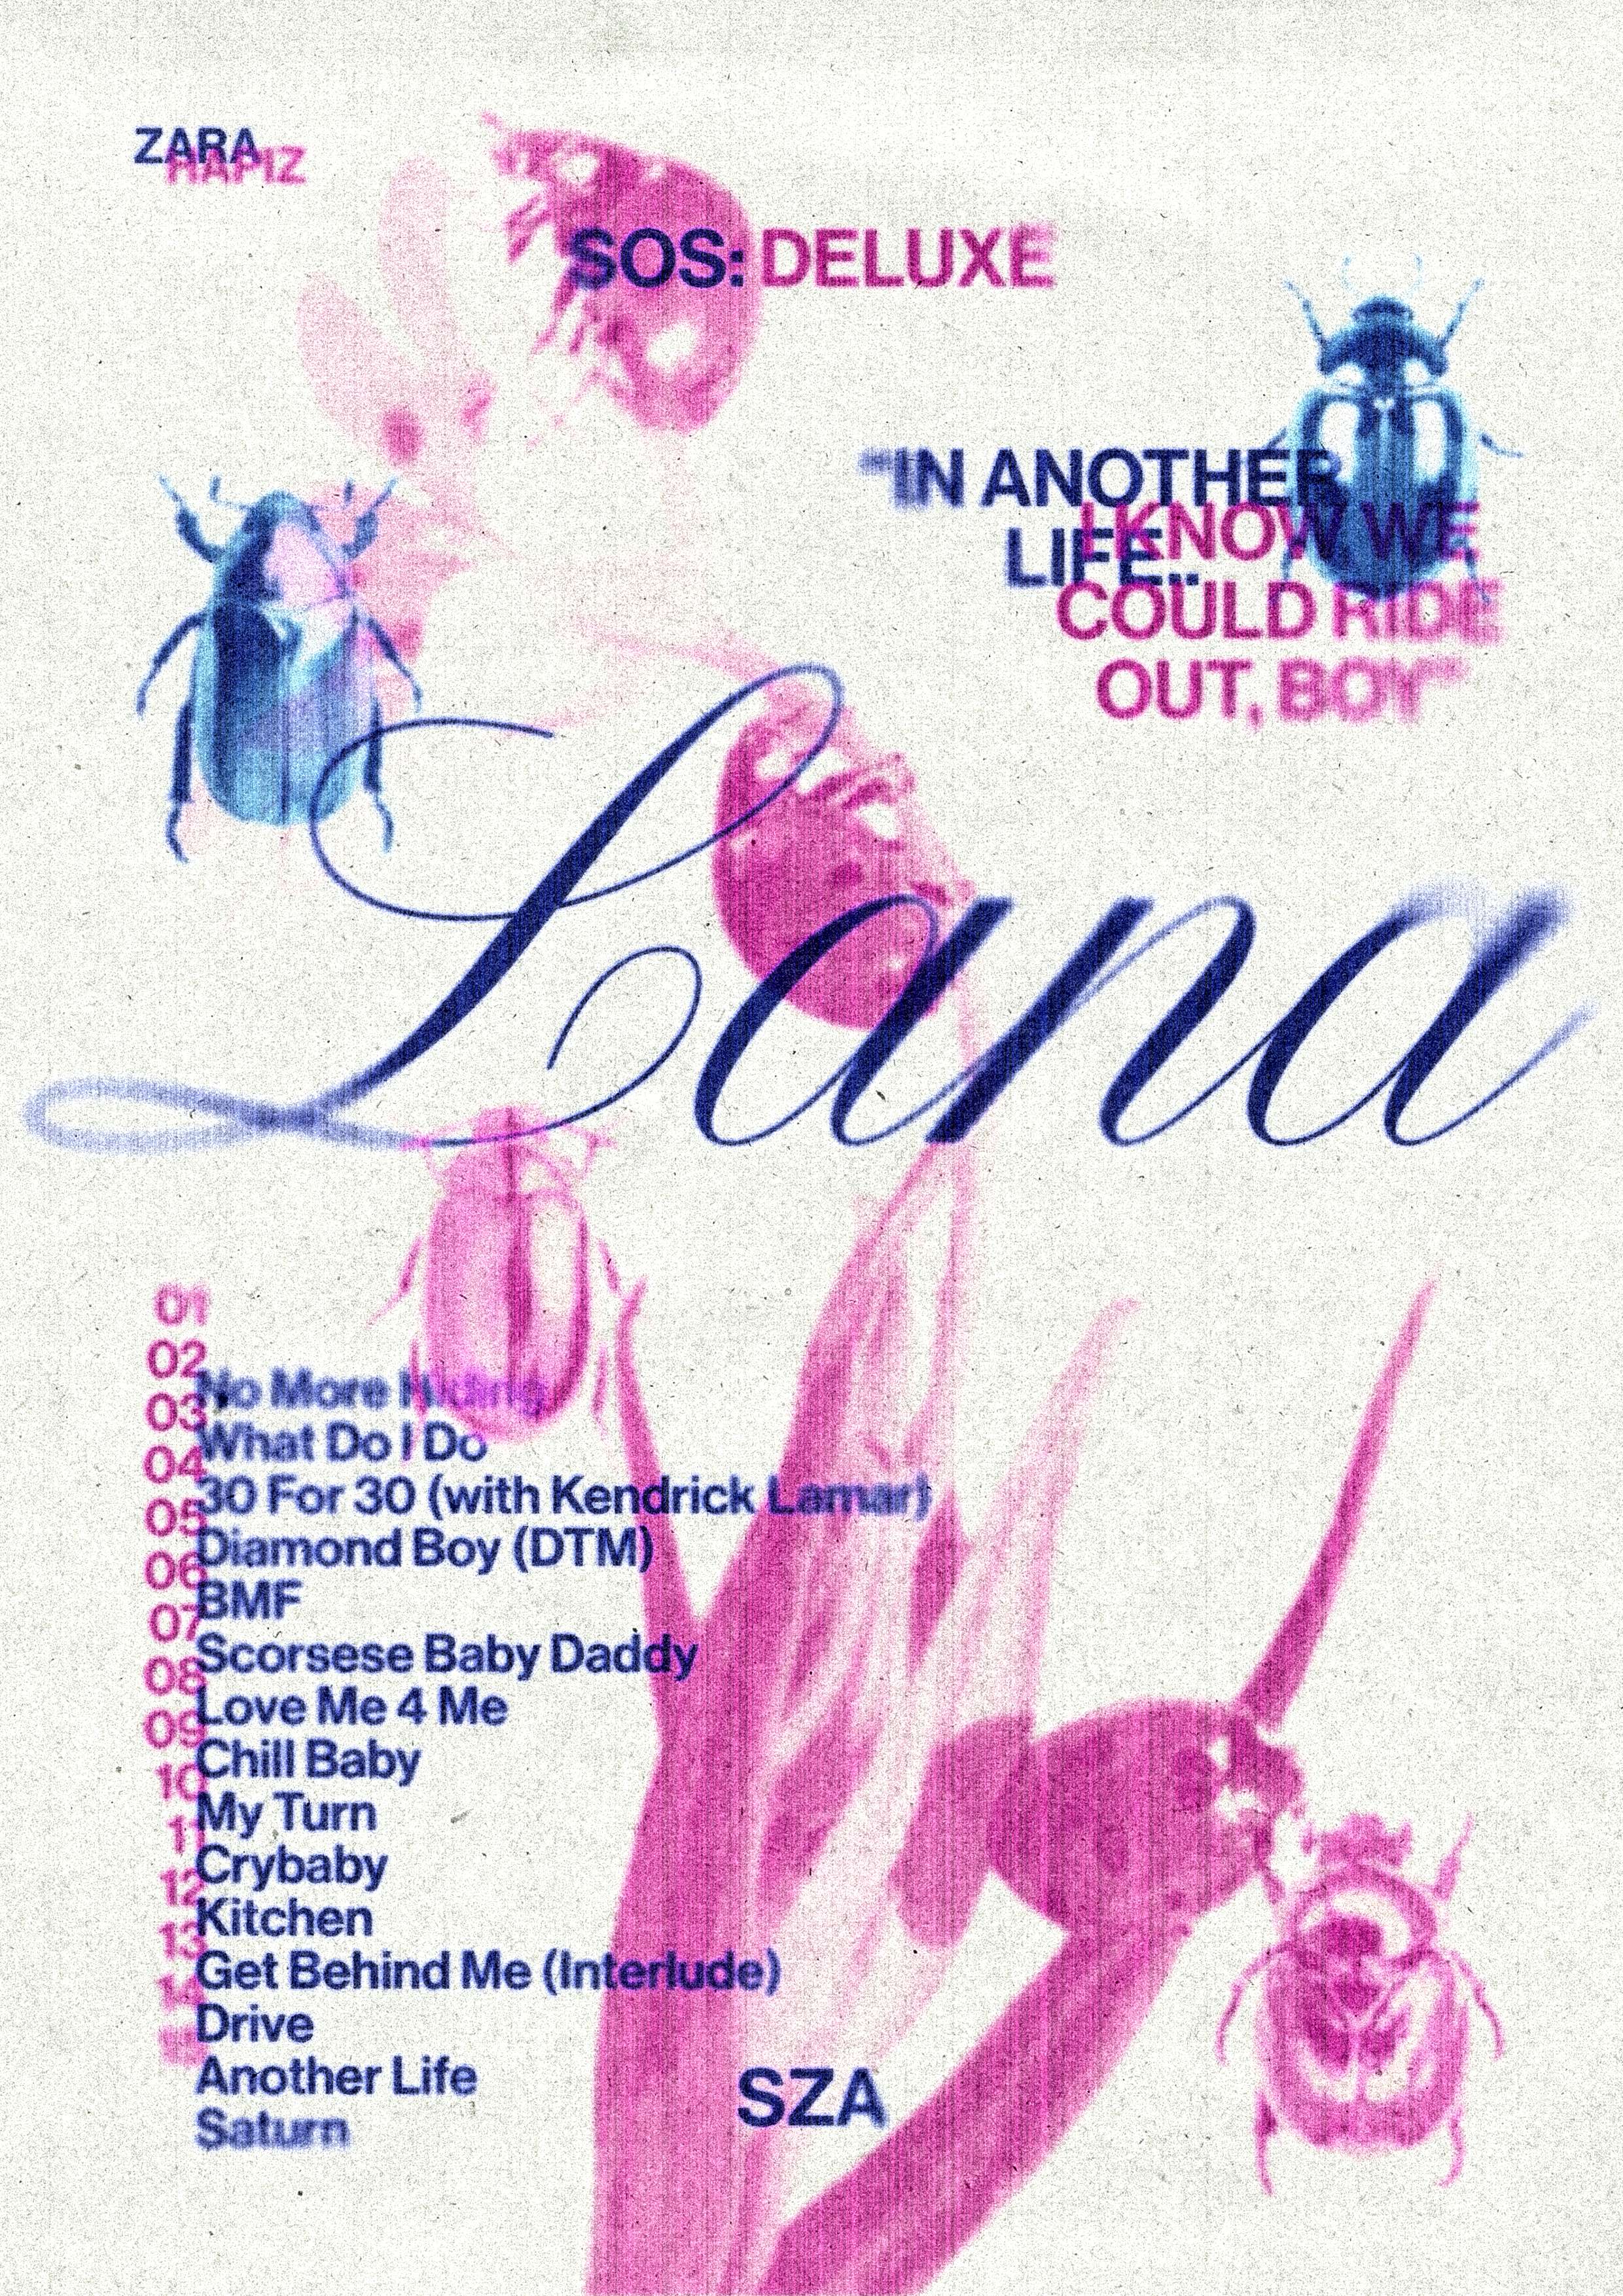 ZARA
SOS: DELUXE
"IN ANOTHER
LIFE..
I KNOW WE
COULD RIDE
OUT, BOY"
Lana
01
02
03
04
05
06
07
08
09
10
11
12
13
14
No More Hiding
What Do I Do
30 For 30 (with Kendrick Lamar)
Diamond Boy (DTM)
BMF
Scorsese Baby Daddy
Love Me 4 Me
Chill Baby
My Turn
Crybaby
Kitchen
Get Behind Me (Interlude)
Drive
Another Life
Saturn
SZA